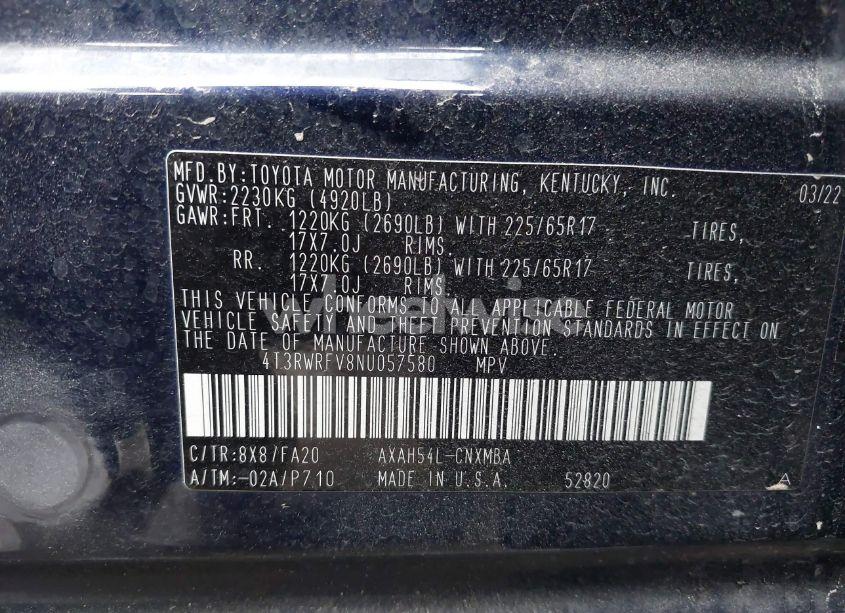 MFD.BY:TOYOTA MOTOR MANUFACTURING, KENTUCKY, INC. 03/22
GVWR:2230KG (4920LB)
GAWR:FRT. 1220KG (2690LB) WITH 225/65R17 TIRES,
17X7.0J RIMS.
RR. 1220KG (2690LB) WITH 225/65R17 TIRES,
17X7.0J RIMS.
THIS VEHICLE CONFORMS TO ALL APPLICABLE FEDERAL MOTOR
VEHICLE SAFETY AND THEFT PREVENTION STANDARDS IN EFFECT ON
THE DATE OF MANUFACTURE SHOWN ABOVE.
4T3RWRFV8NU057580 MPV
wheelwise
C/TR:8X8/FA20 AXAH54L-CNXMBA
A/TM:-02A/P710 MADE IN U.S.A. 52820 A